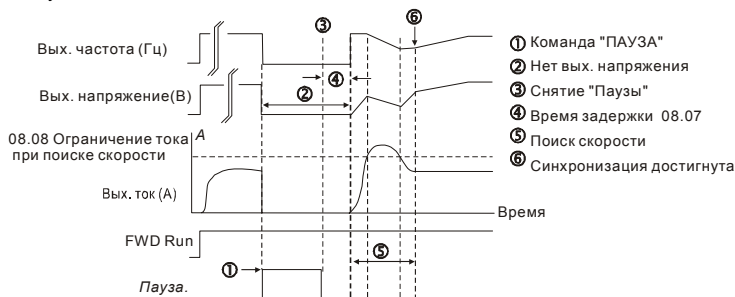 ③
⑥
Вых. частота (Гц)
① Команда "ПАУЗА"
② Нет вых. напряжения
④
③ Снятие "Паузы"
Вых. напряжение(В)
②
④ Время задержки 08.07
⑤ Поиск скорости
08.08 Ограничение тока
A
при поиске скорости
⑥ Синхронизация достигнута
Вых. ток (А)
Время
FWD Run
⑤
①
Пауза.